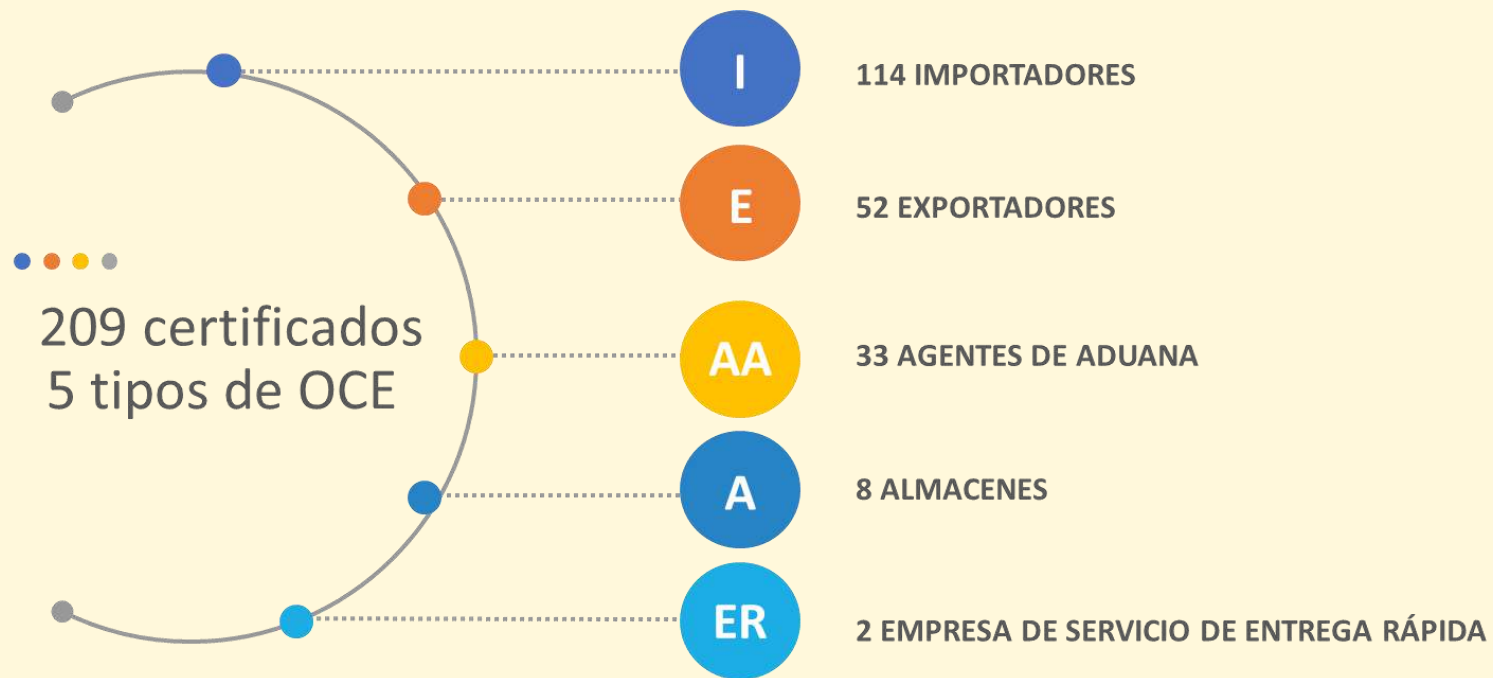 I
114 IMPORTADORES
E
52 EXPORTADORES
209 certificados
5 tipos de OCE
AA
33 AGENTES DE ADUANA
A
8 ALMACENES
ER
2 EMPRESA DE SERVICIO DE ENTREGA RÁPIDA